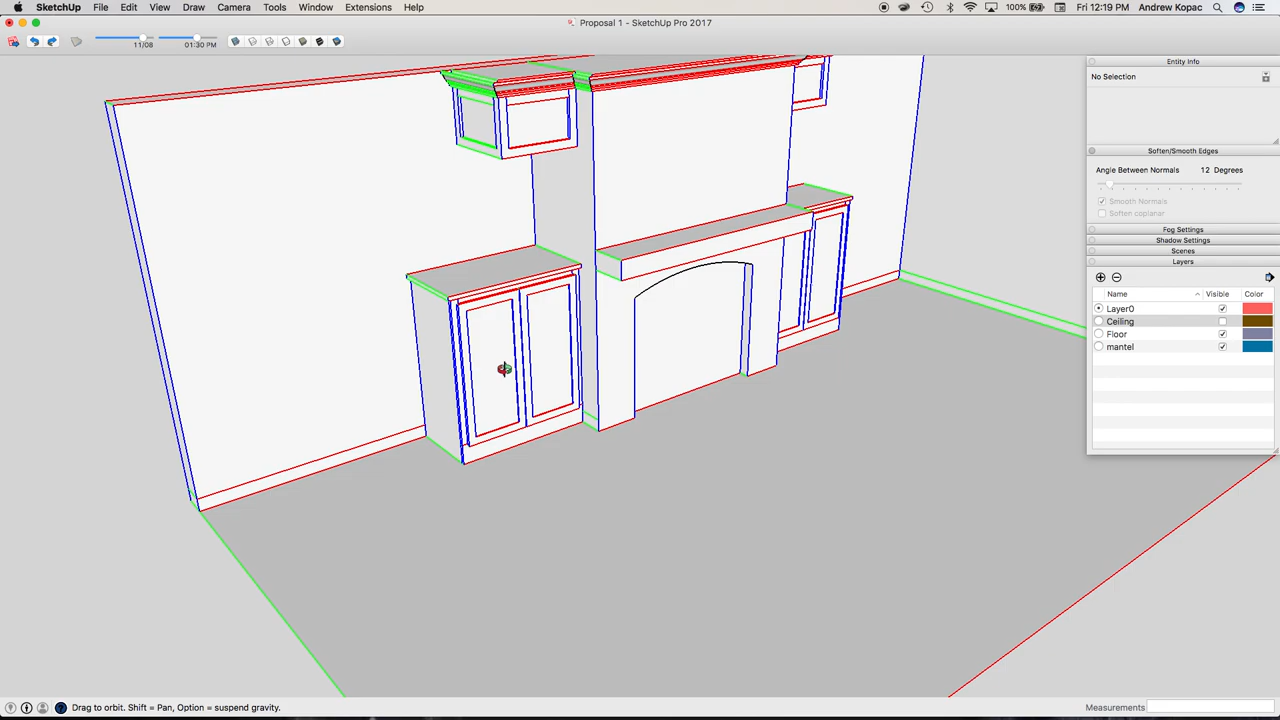 SketchUp File Edit View Draw Camera Tools Window Extensions Help 100% Fri 12:19 PM Andrew Kopac
Proposal 1 - SketchUp Pro 2017
11/08 01:30 PM
Entity Info
No Selection
Soften/Smooth Edges
Angle Between Normals 12 Degrees
Smooth Normals
Soften coplanar
Fog Settings
Shadow Settings
Scenes
Layers
Name Visible Color
Layer0
Ceiling
Floor
mantel
Drag to orbit. Shift = Pan, Option = suspend gravity. Measurements